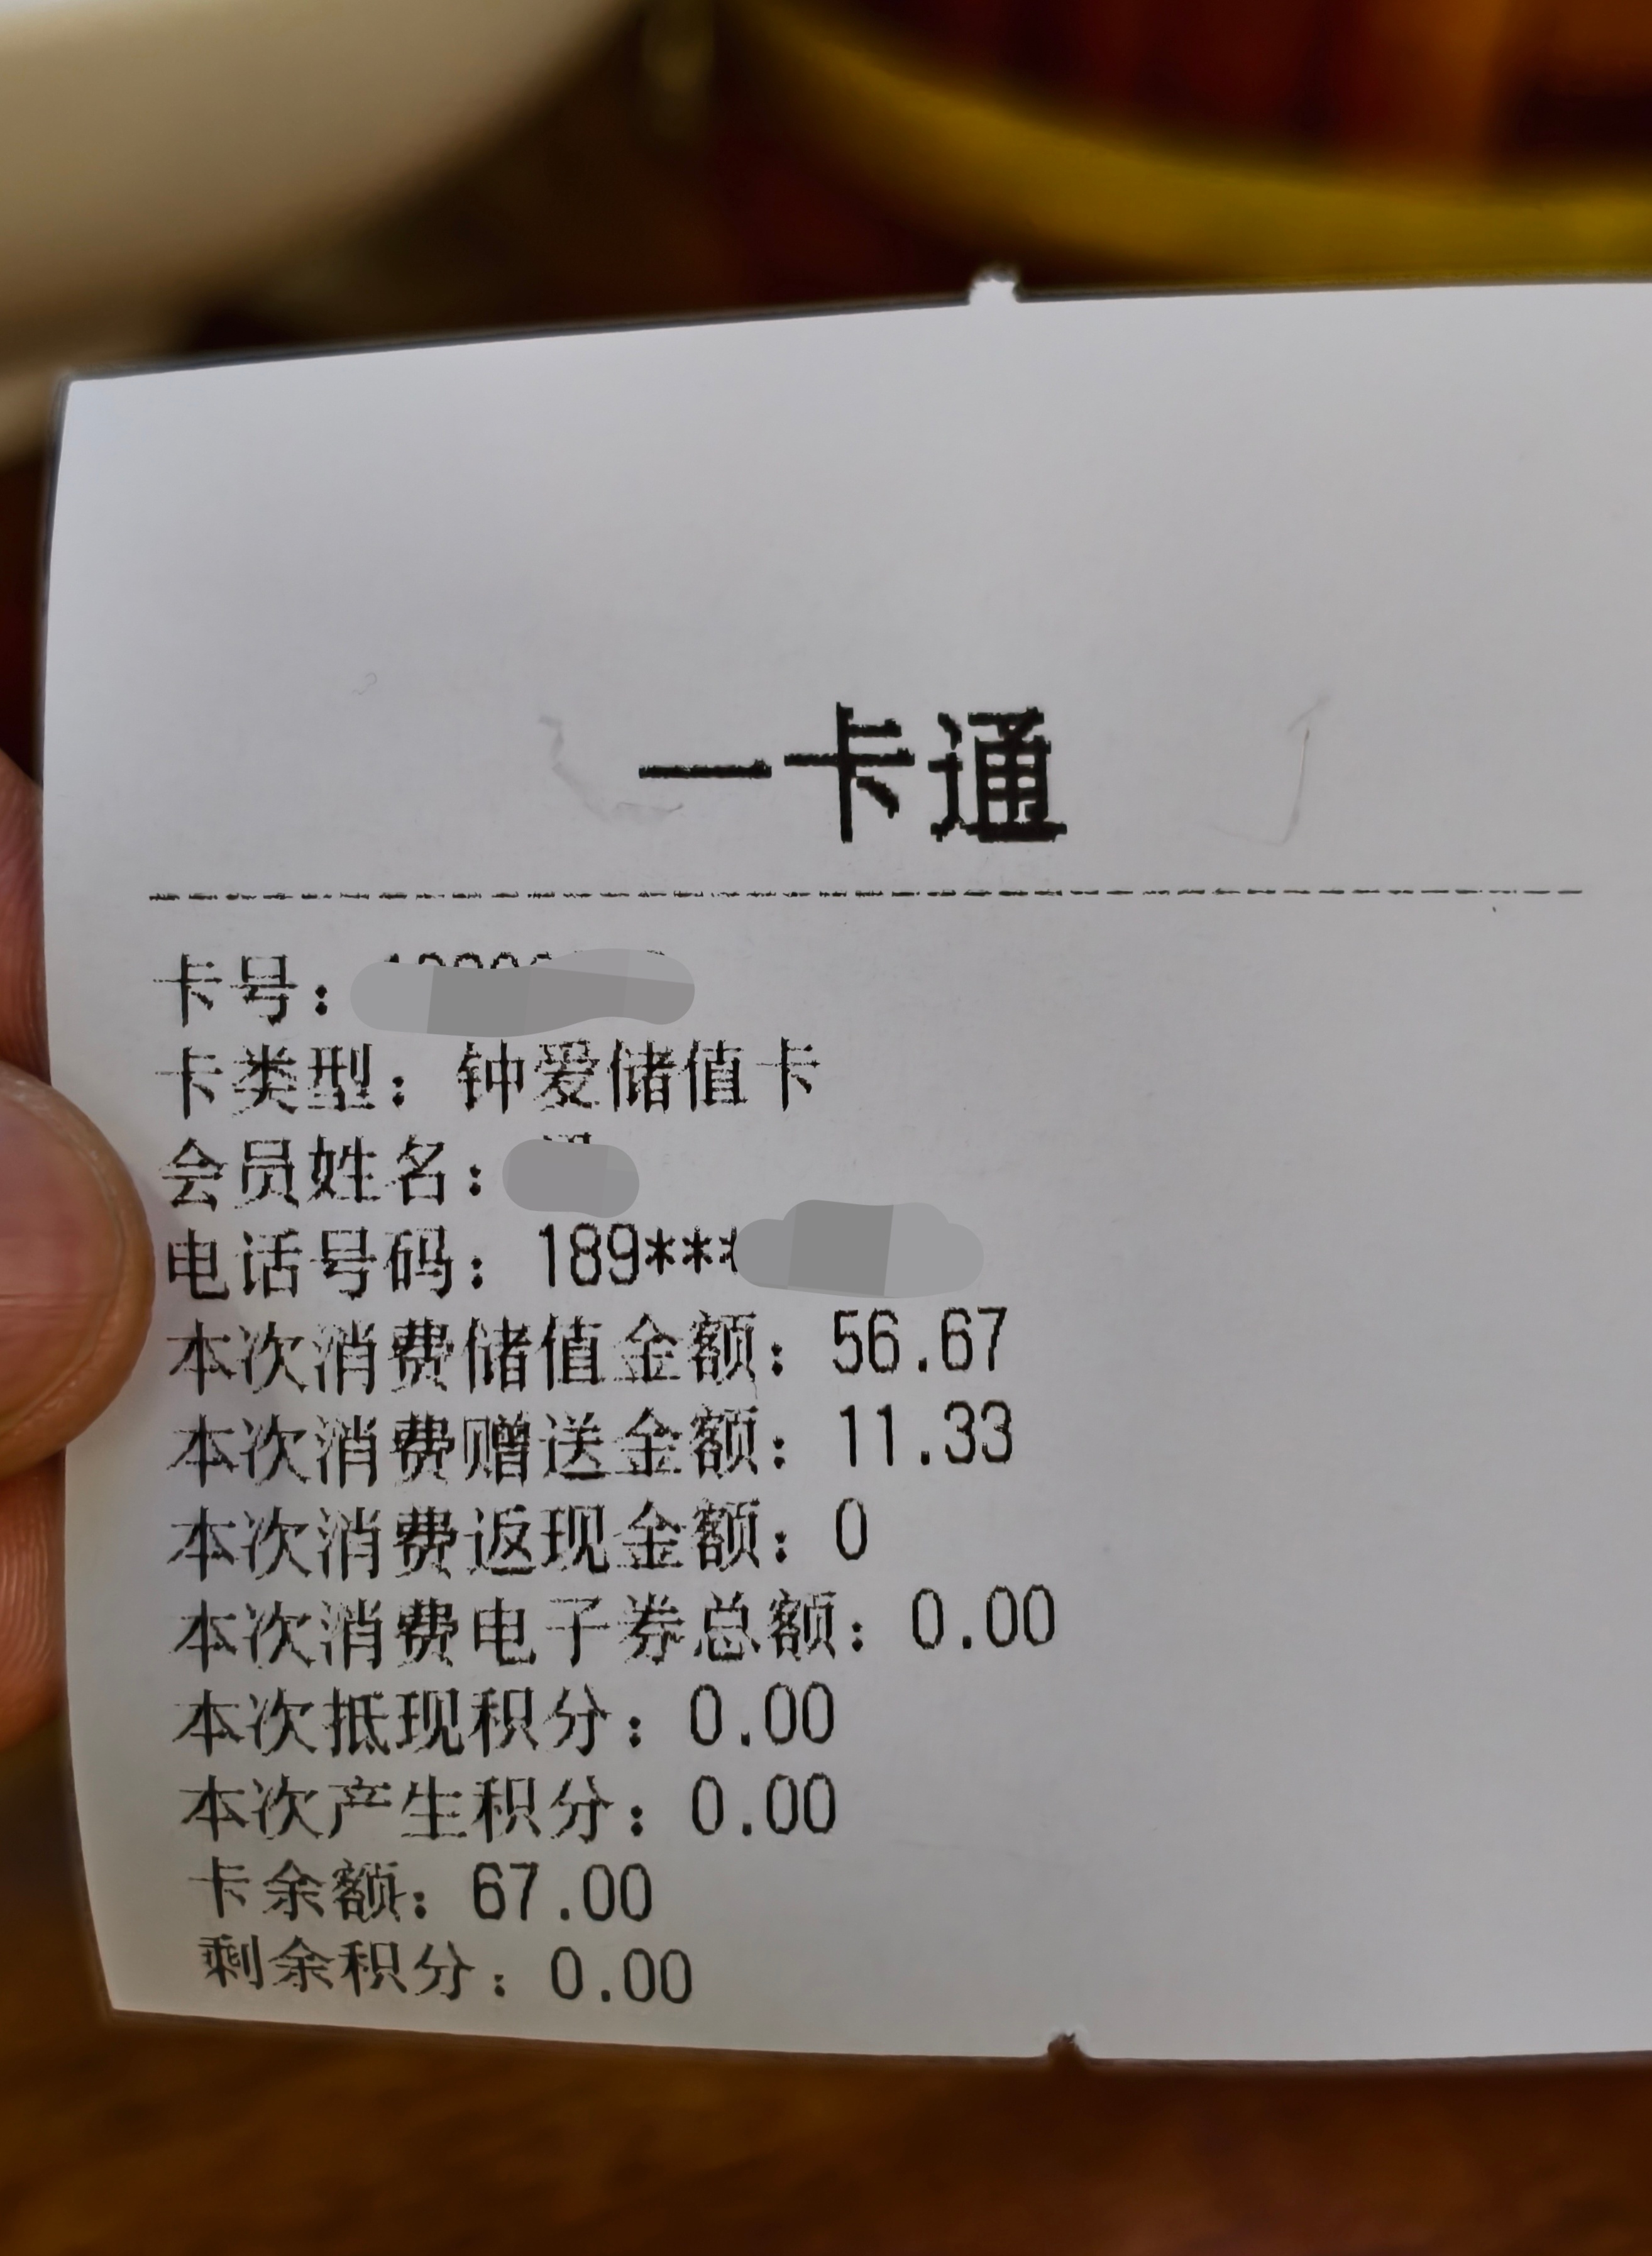 一卡通
卡号：
卡类型：钟爱储值卡
会员姓名：
电话号码：189***
本次消费储值金额：56.67
本次消费赠送金额：11.33
本次消费返现金额：0
本次消费电子券总额：0.00
本次抵现积分：0.00
本次产生积分：0.00
卡余额：67.00
剩余积分：0.00